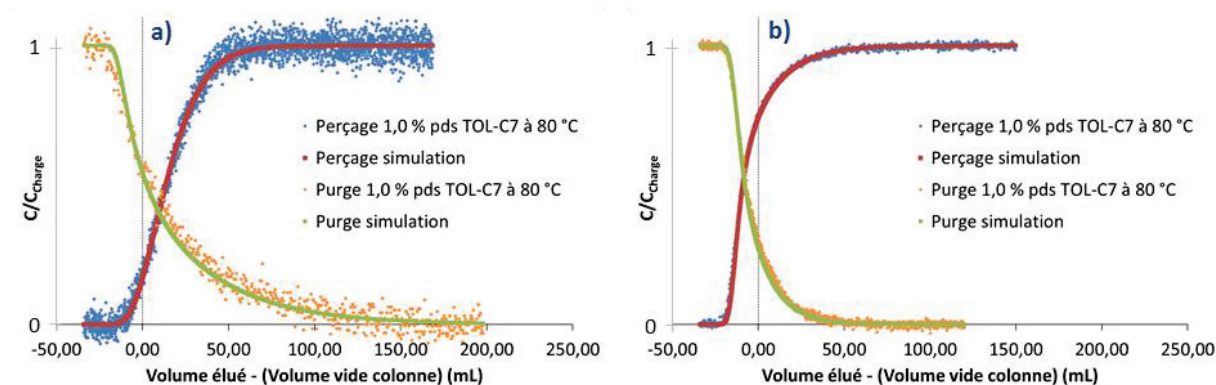 a)
1
C/CCharge
Perçage 1,0 % pds TOL-C7 à 80 °C
Perçage simulation
Purge 1,0 % pds TOL-C7 à 80 °C
Purge simulation
0
-50,00 0,00 50,00 100,00 150,00 200,00 250,00
Volume élué - (Volume vide colonne) (mL)
b)
1
C/CCharge
Perçage 1,0 % pds TOL-C7 à 80 °C
Perçage simulation
Purge 1,0 % pds TOL-C7 à 80 °C
Purge simulation
0
-50,00 0,00 50,00 100,00 150,00 200,00 250,00
Volume élué - (Volume vide colonne) (mL)